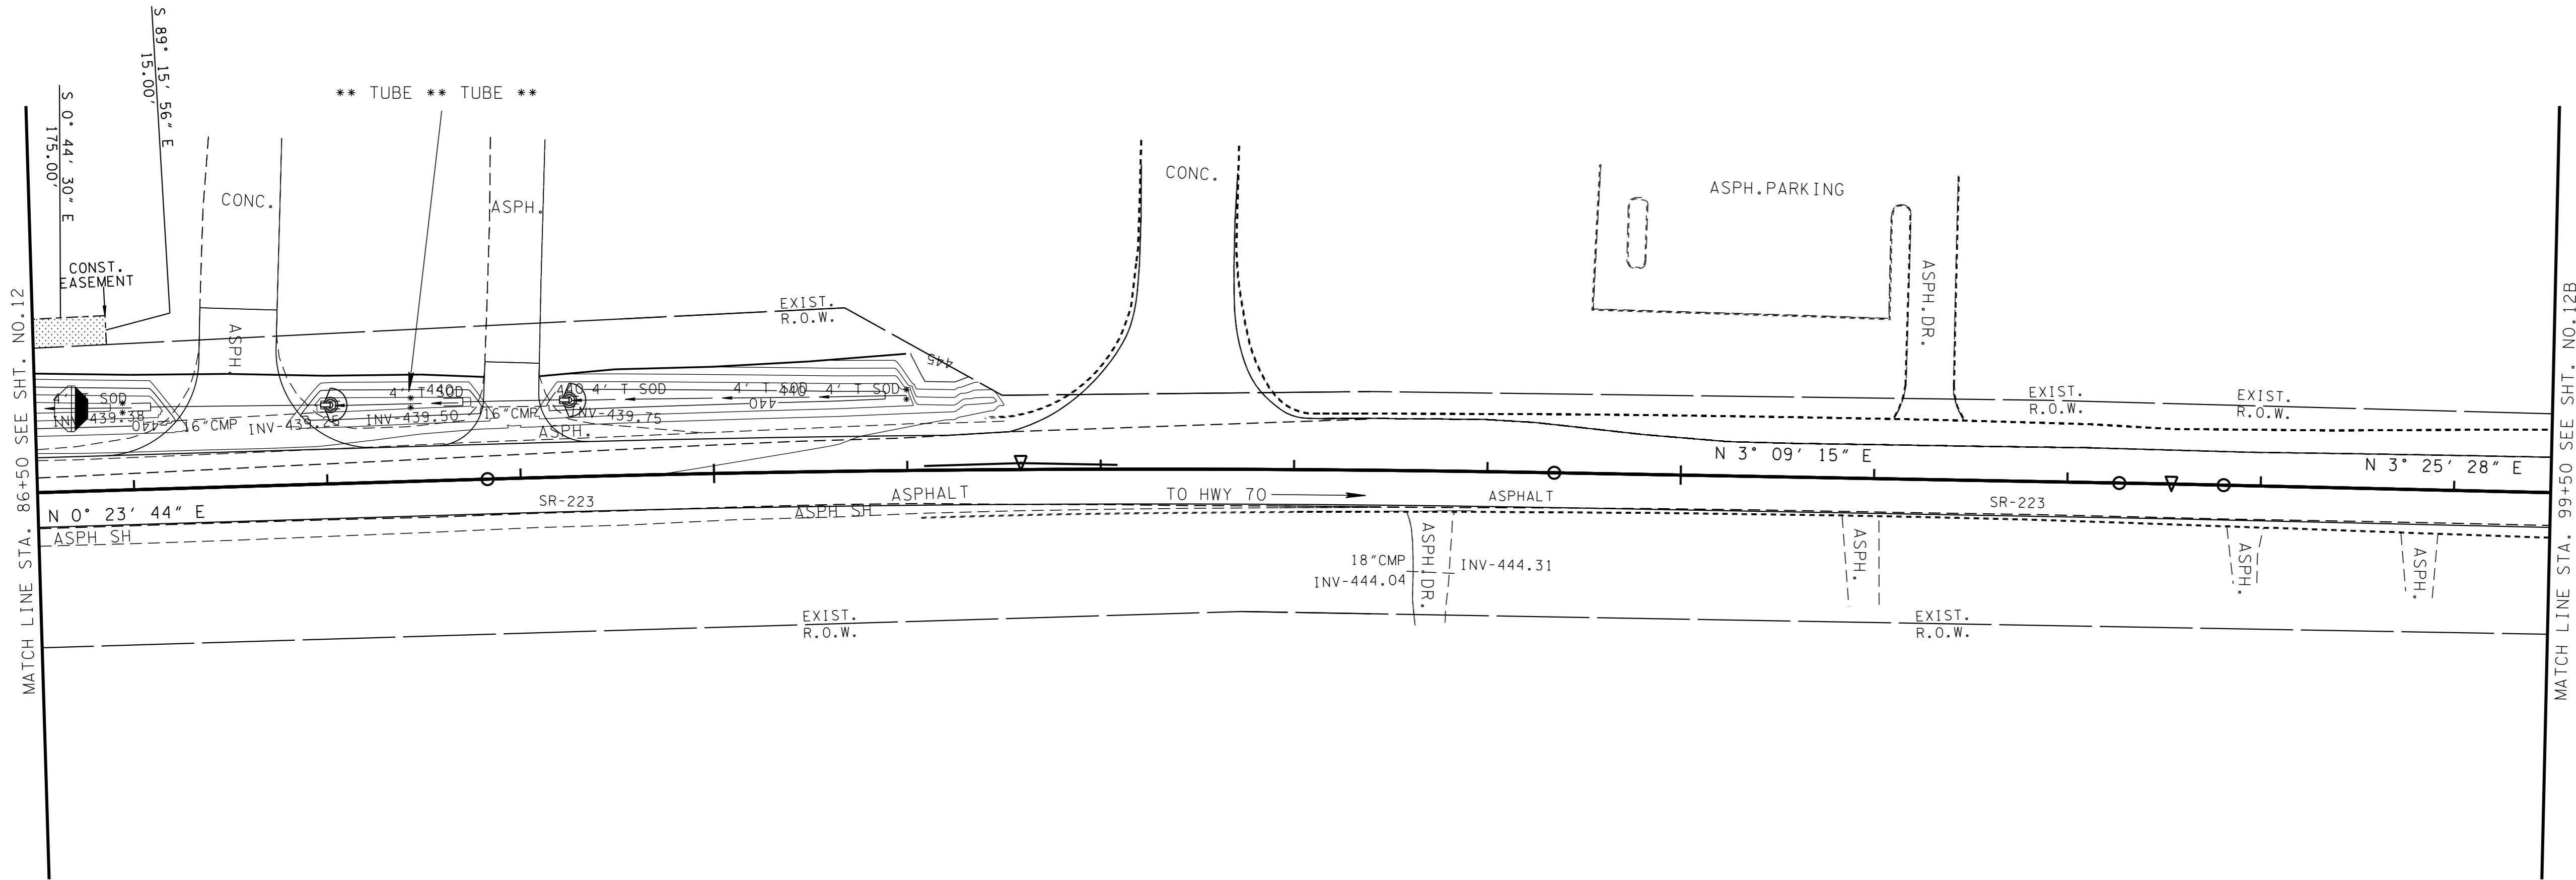 S 89° 15′ 56″ E
15.00′
S 0° 44′ 30″ E
175.00′
** TUBE ** TUBE **
CONC.
ASPH.
CONC.
ASPH.PARKING
ASPH.DR.
CONST.
EASEMENT
ASPH.
EXIST.
R.O.W.
445
4′ T SOD
4′ T SOD
440
440
4′ T SOD
4′ T SOD
440
4′ T SOD
440
INV-439.38
440
16″CMP
INV-439.25
INV-439.50
16″CMP
INV-439.75
ASPH.
EXIST.
R.O.W.
EXIST.
R.O.W.
N 3° 09′ 15″ E
N 3° 25′ 28″ E
N 0° 23′ 44″ E
SR-223
ASPHALT
TO HWY 70
ASPHALT
SR-223
ASPH SH
ASPH SH
18″CMP
INV-444.04
ASPH.DR.
INV-444.31
ASPH.
ASPH.
ASPH.
EXIST.
R.O.W.
EXIST.
R.O.W.
MATCH LINE STA. 86+50 SEE SHT. NO.12
MATCH LINE STA. 99+50 SEE SHT. NO.12B